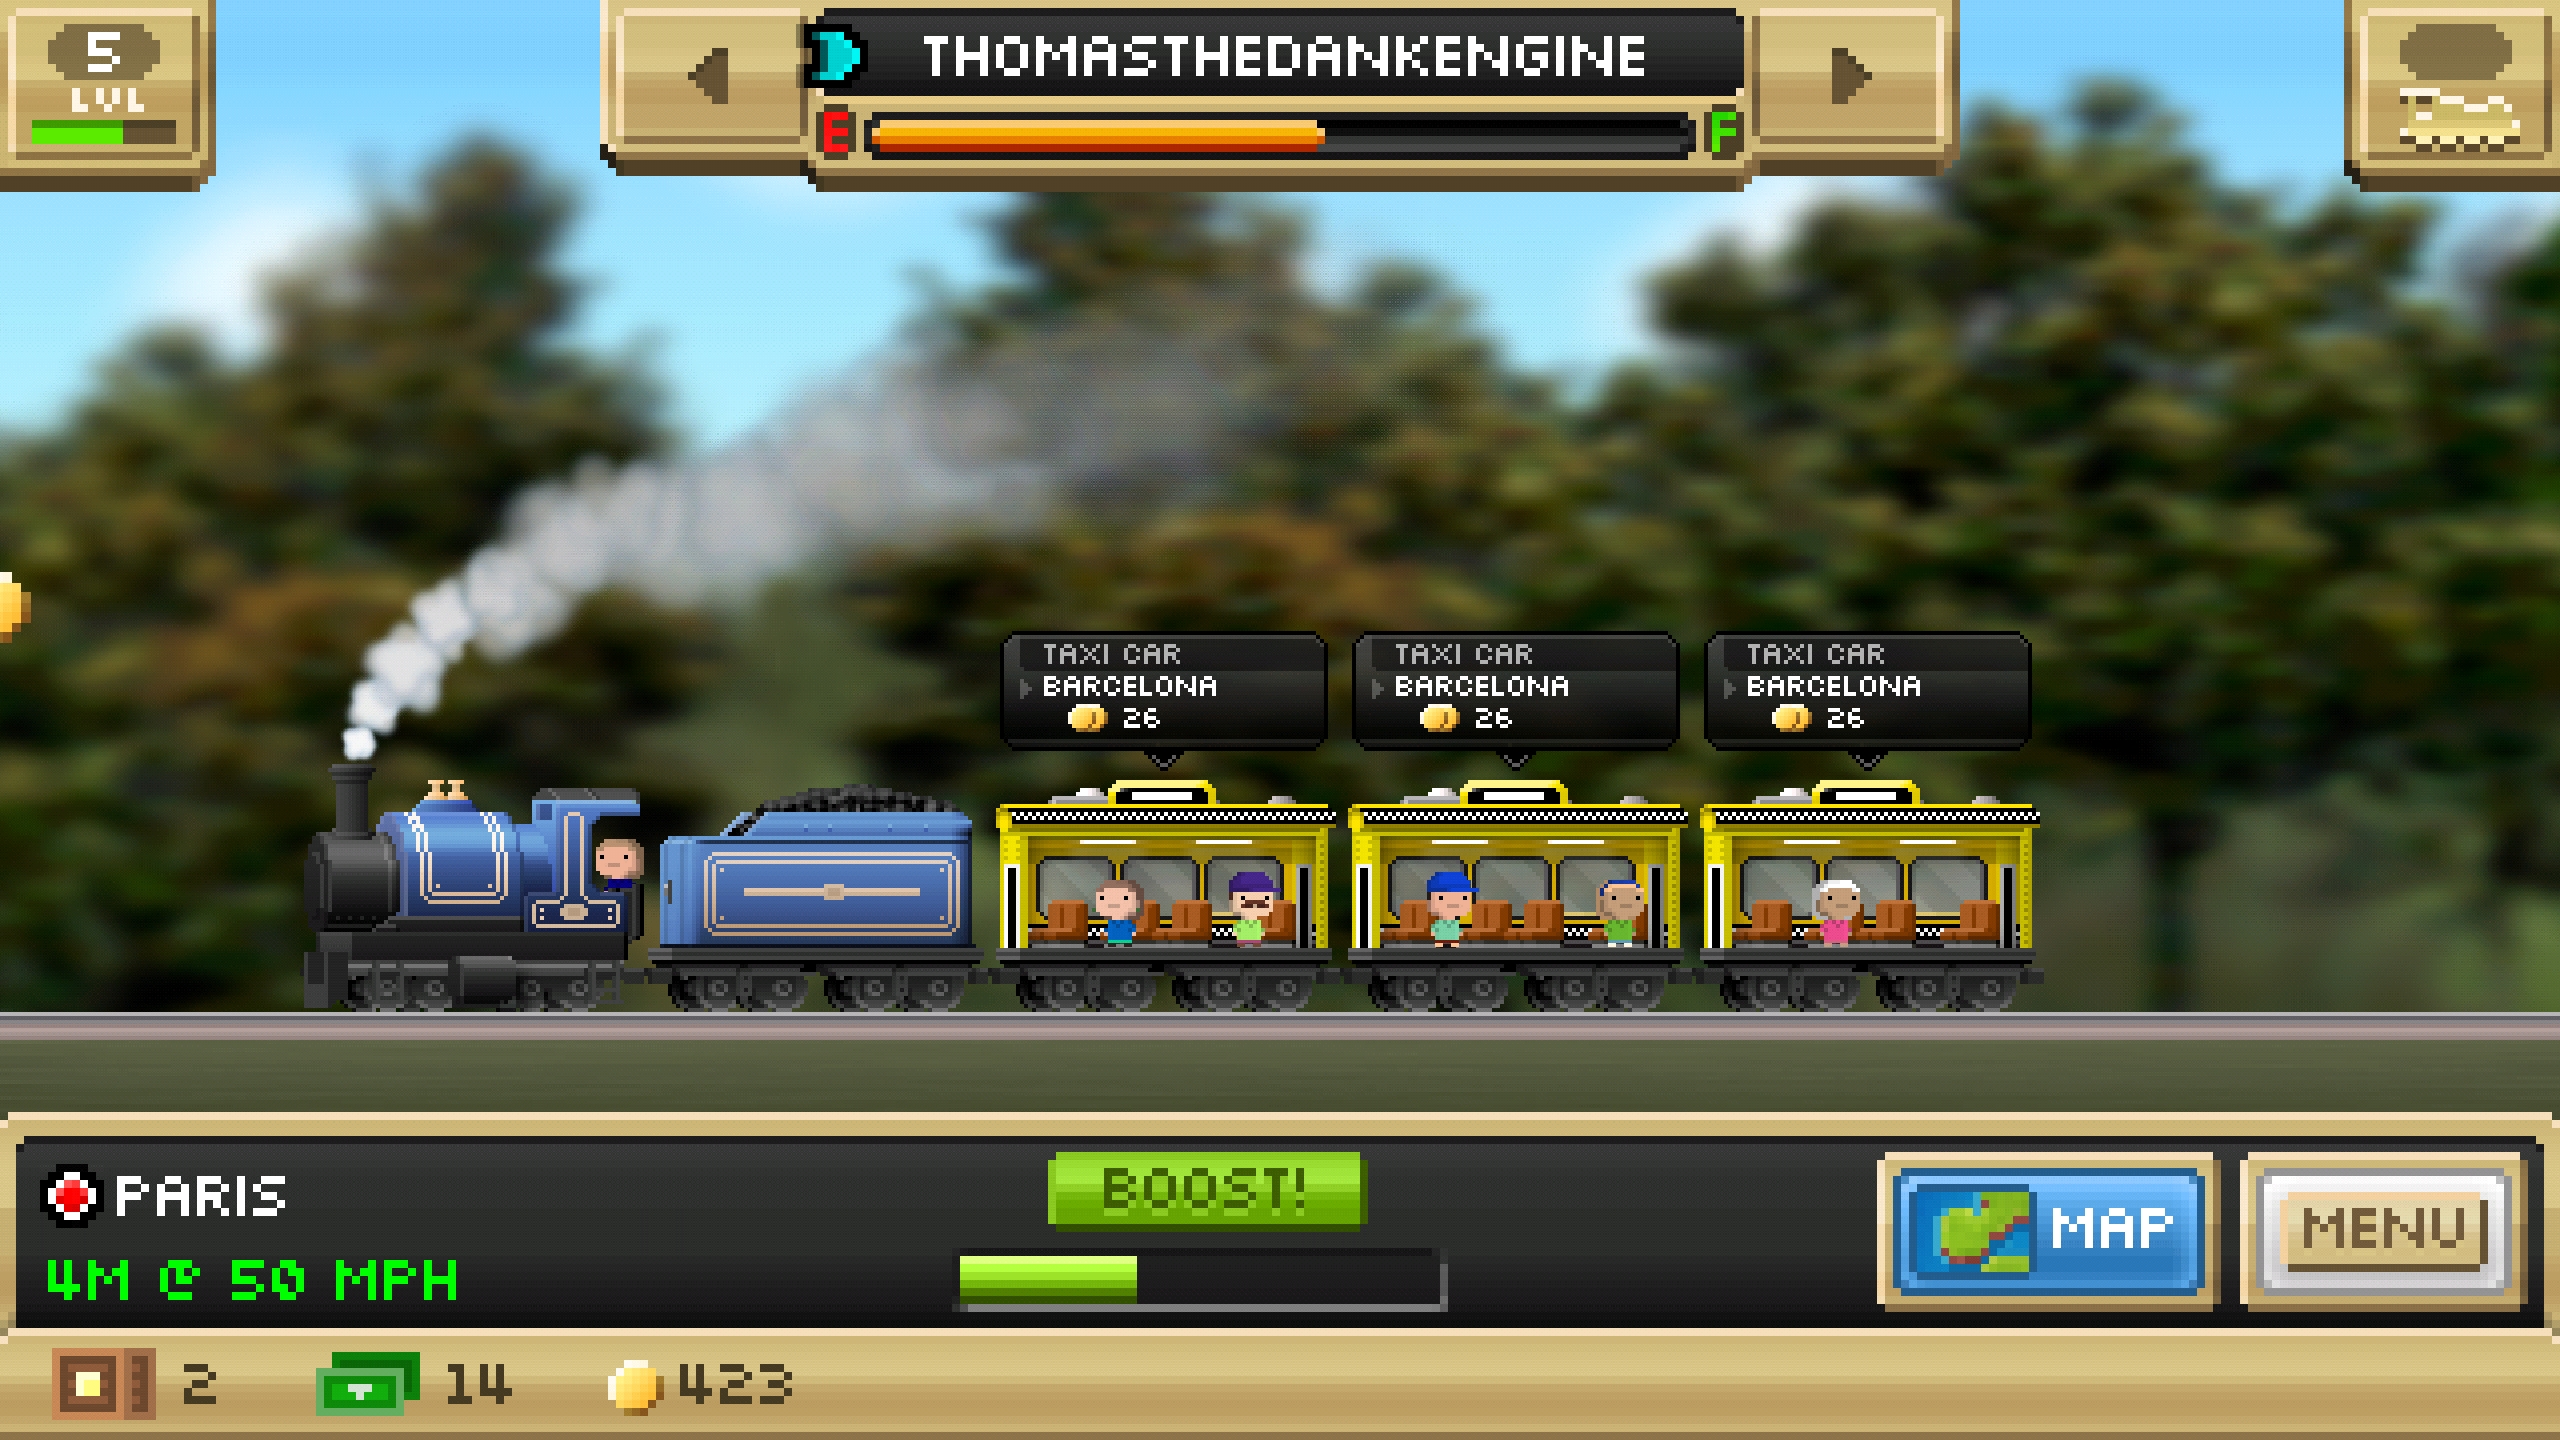 5
LVL
THOMASTHEDANKENGINE
E F
TAXI CAR
BARCELONA
26
TAXI CAR
BARCELONA
26
TAXI CAR
BARCELONA
26
PARIS
4M @ 50 MPH
BOOST!
MAP
MENU
2 14 423